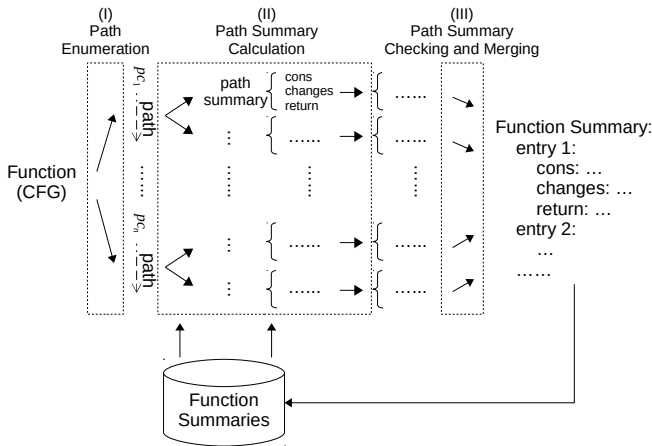 (I)
Path
Enumeration
(II)
Path Summary
Calculation
(III)
Path Summary
Checking and Merging
Function
(CFG)
pc1
path
......
pcn
path
path
summary
cons
changes
return
......
......
......
......
......
......
......
......
......
......
Function Summary:
entry 1:
cons: ...
changes: ...
return: ...
entry 2:
...
......
Function
Summaries